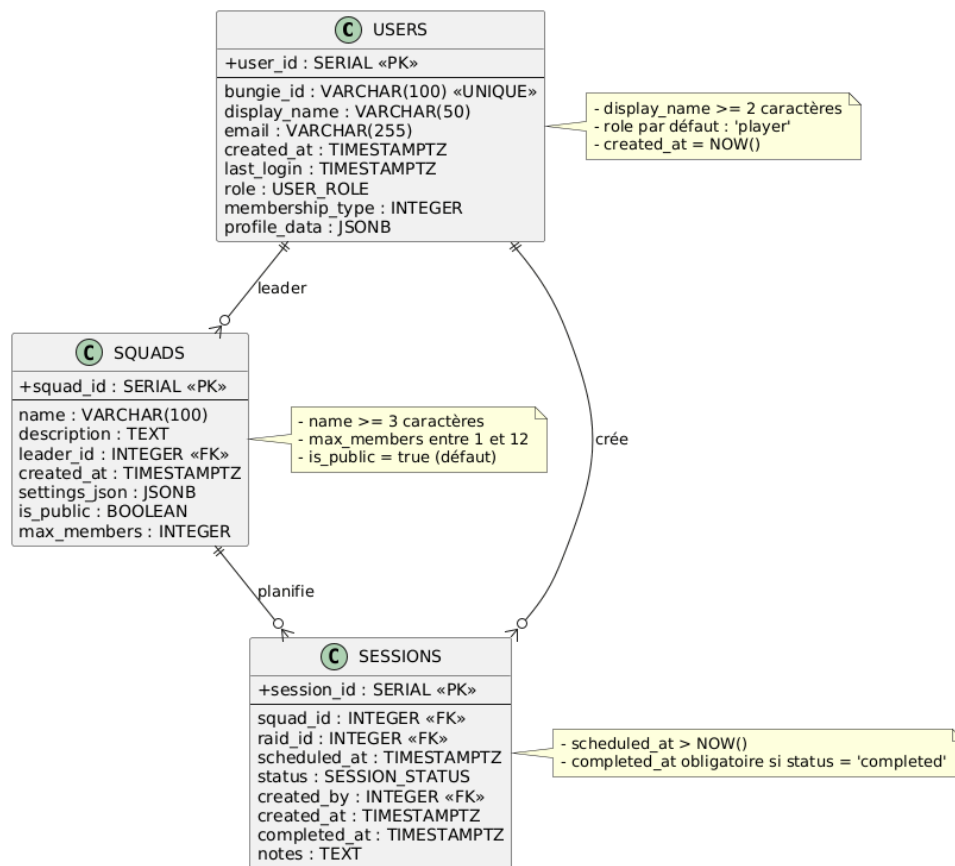 C USERS
+user_id : SERIAL «PK»
bungie_id : VARCHAR(100) «UNIQUE»
display_name : VARCHAR(50)
email : VARCHAR(255)
created_at : TIMESTAMPTZ
last_login : TIMESTAMPTZ
role : USER_ROLE
membership_type : INTEGER
profile_data : JSONB
- display_name >= 2 caractères
- role par défaut : 'player'
- created_at = NOW()
leader
C SQUADS
+squad_id : SERIAL «PK»
name : VARCHAR(100)
description : TEXT
leader_id : INTEGER «FK»
created_at : TIMESTAMPTZ
settings_json : JSONB
is_public : BOOLEAN
max_members : INTEGER
- name >= 3 caractères
- max_members entre 1 et 12
- is_public = true (défaut)
crée
planifie
C SESSIONS
+session_id : SERIAL «PK»
squad_id : INTEGER «FK»
raid_id : INTEGER «FK»
scheduled_at : TIMESTAMPTZ
status : SESSION_STATUS
created_by : INTEGER «FK»
created_at : TIMESTAMPTZ
completed_at : TIMESTAMPTZ
notes : TEXT
- scheduled_at > NOW()
- completed_at obligatoire si status = 'completed'